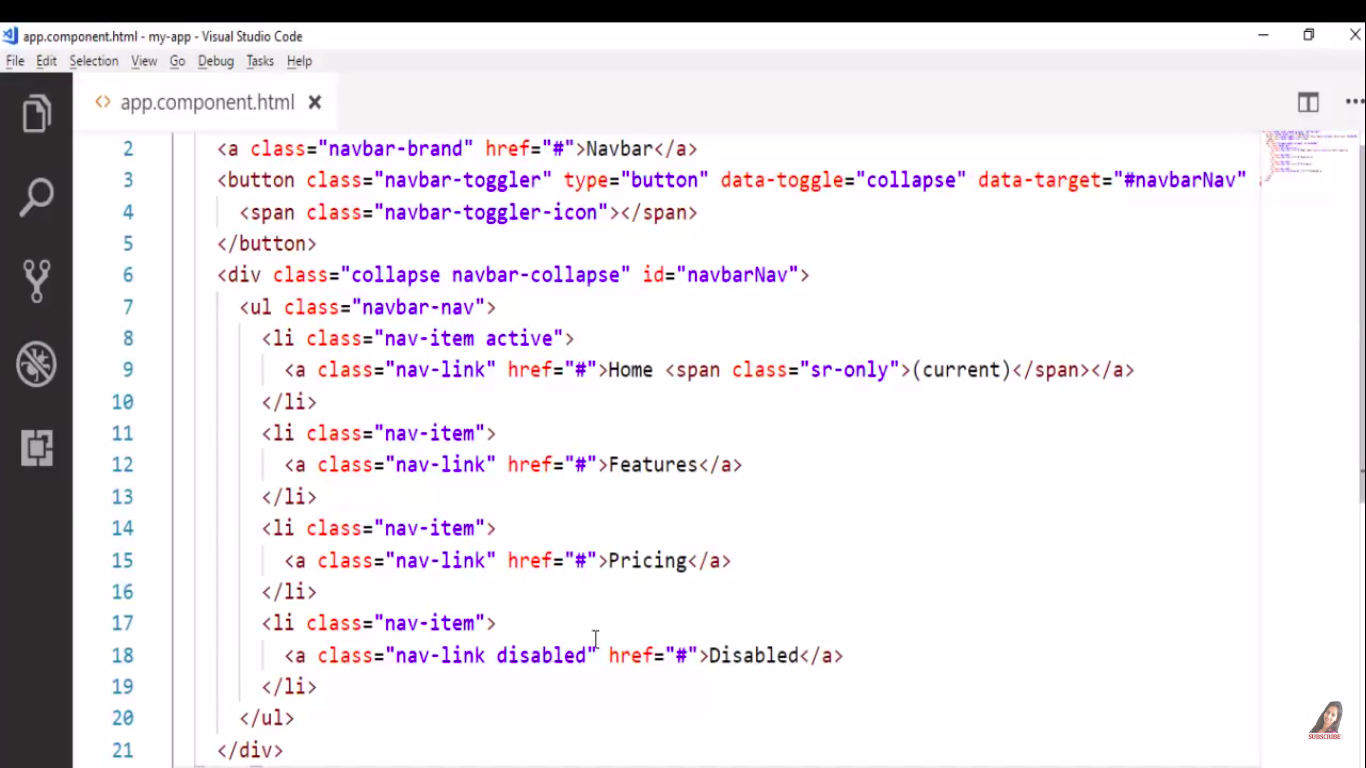 app.component.html - my-app - Visual Studio Code
File Edit Selection View Go Debug Tasks Help
app.component.html
2 <a class="navbar-brand" href="#">Navbar</a>
3 <button class="navbar-toggler" type="button" data-toggle="collapse" data-target="#navbarNav"
4 <span class="navbar-toggler-icon"></span>
5 </button>
6 <div class="collapse navbar-collapse" id="navbarNav">
7 <ul class="navbar-nav">
8 <li class="nav-item active">
9 <a class="nav-link" href="#">Home <span class="sr-only">(current)</span></a>
10 </li>
11 <li class="nav-item">
12 <a class="nav-link" href="#">Features</a>
13 </li>
14 <li class="nav-item">
15 <a class="nav-link" href="#">Pricing</a>
16 </li>
17 <li class="nav-item">
18 <a class="nav-link disabled" href="#">Disabled</a>
19 </li>
20 </ul>
21 </div>
SUBSCRIBE